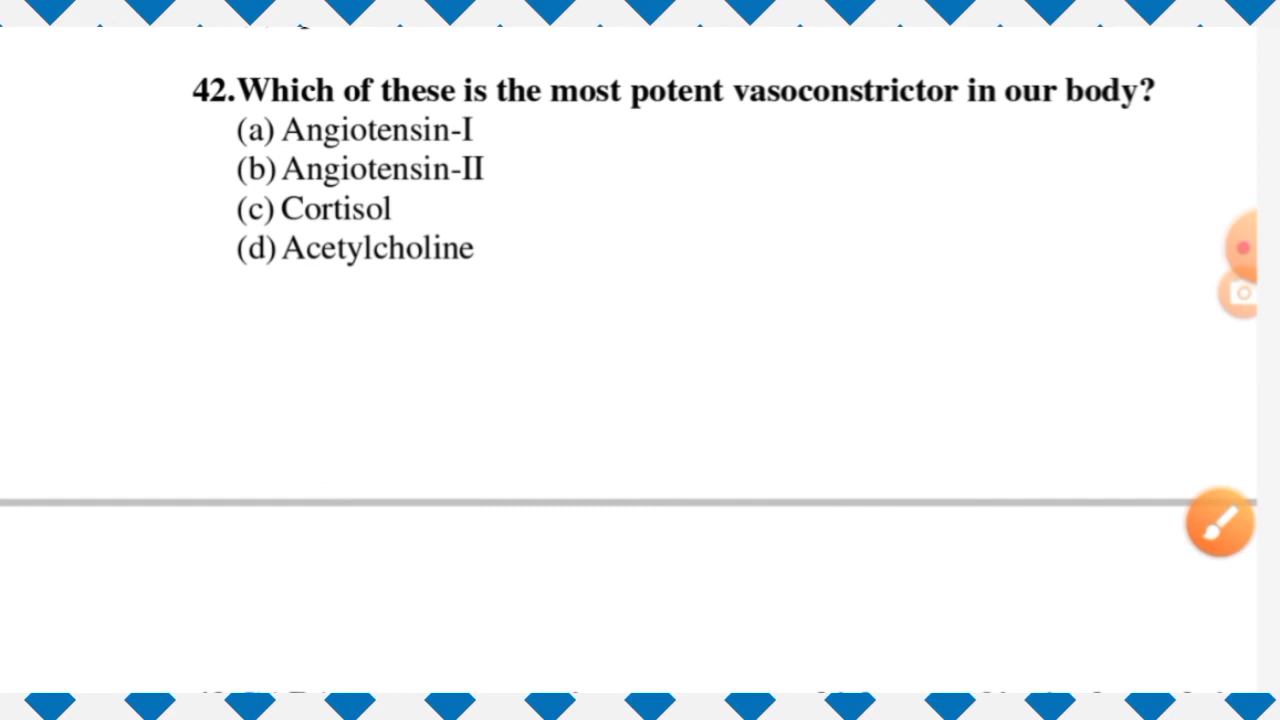 42.Which of these is the most potent vasoconstrictor in our body?
(a) Angiotensin-I
(b) Angiotensin-II
(c) Cortisol
(d) Acetylcholine